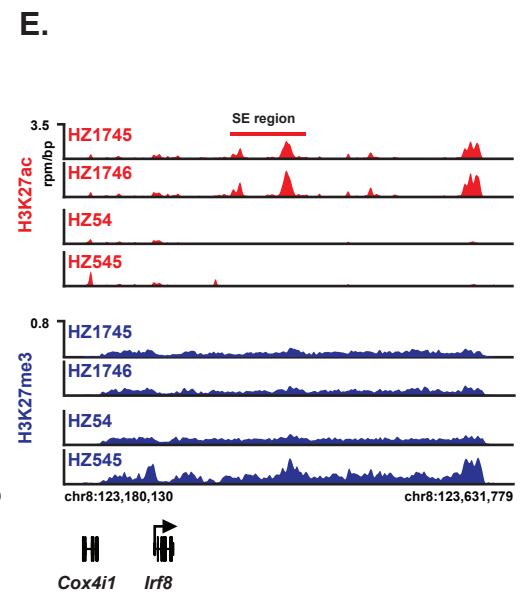 E.
SE region
3.5
rpm/bp
H3K27ac
HZ1745
HZ1746
HZ54
HZ545
0.8
H3K27me3
HZ1745
HZ1746
HZ54
HZ545
chr8:123,180,130
chr8:123,631,779
Cox4i1
Irf8